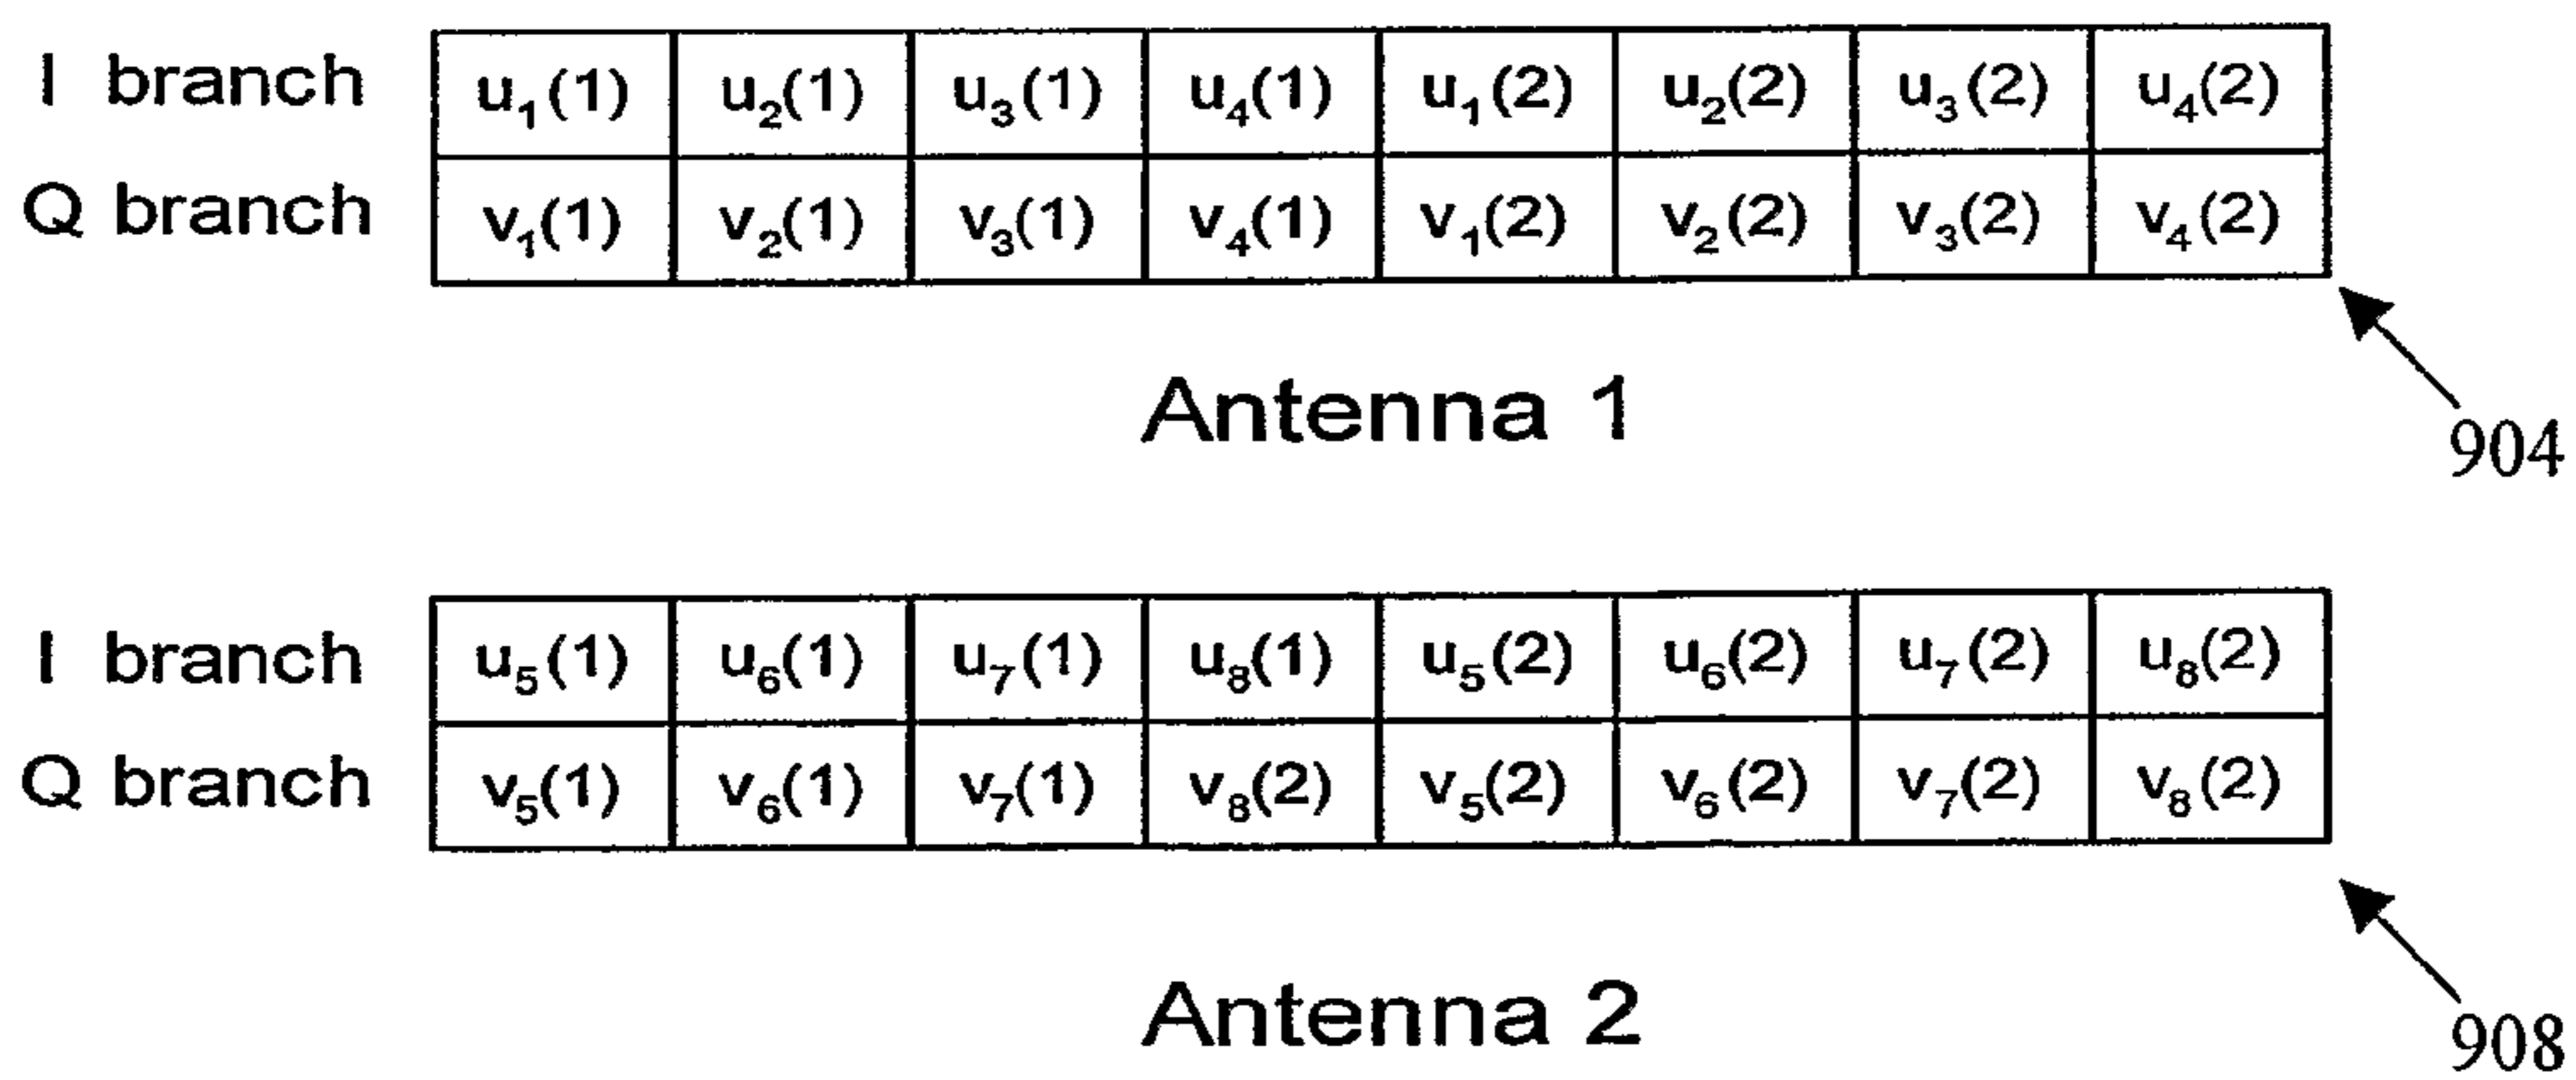 I branch u₁(1) u₂(1) u₃(1) u₄(1) u₁(2) u₂(2) u₃(2) u₄(2)
Q branch v₁(1) v₂(1) v₃(1) v₄(1) v₁(2) v₂(2) v₃(2) v₄(2)
Antenna 1
904
I branch u₅(1) u₆(1) u₇(1) u₈(1) u₅(2) u₆(2) u₇(2) u₈(2)
Q branch v₅(1) v₆(1) v₇(1) v₈(2) v₅(2) v₆(2) v₇(2) v₈(2)
Antenna 2
908